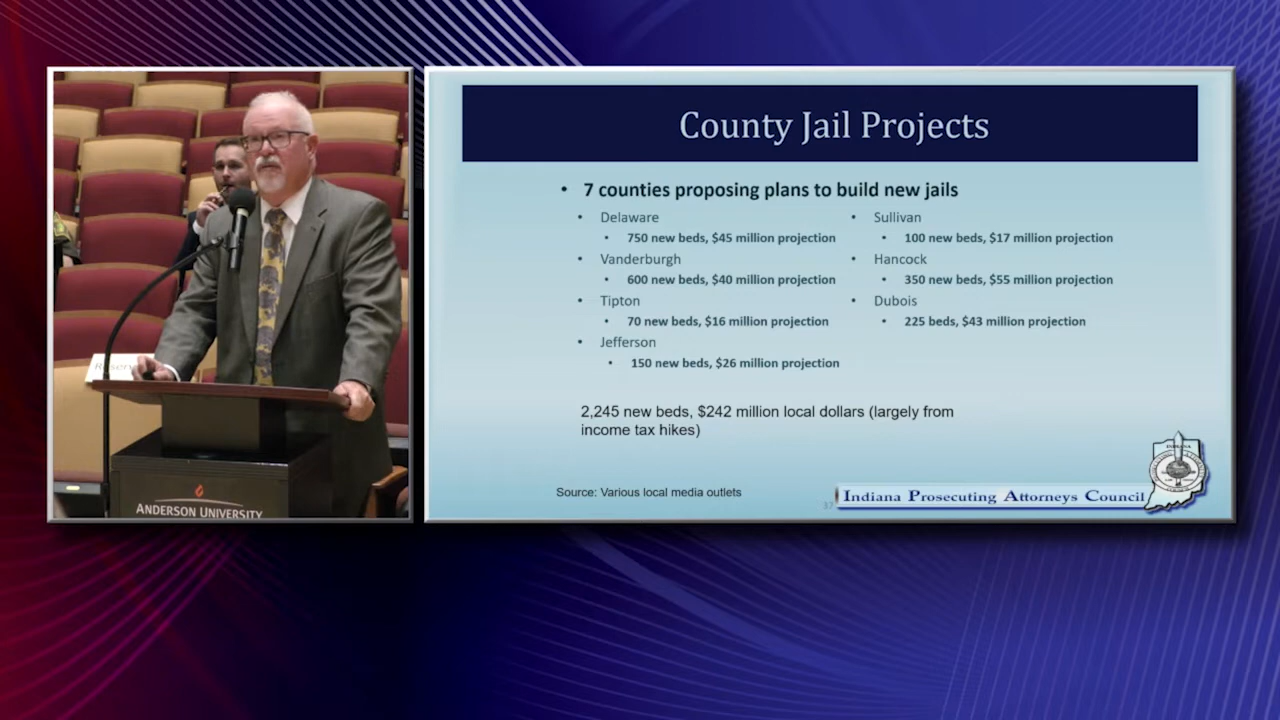 County Jail Projects
• 7 counties proposing plans to build new jails
• Delaware
• 750 new beds, $45 million projection
• Vanderburgh
• 600 new beds, $40 million projection
• Tipton
• 70 new beds, $16 million projection
• Jefferson
• 150 new beds, $26 million projection
• Sullivan
• 100 new beds, $17 million projection
• Hancock
• 350 new beds, $55 million projection
• Dubois
• 225 beds, $43 million projection
2,245 new beds, $242 million local dollars (largely from
income tax hikes)
Source: Various local media outlets
37
Indiana Prosecuting Attorneys Council
INDIANA
ANDERSON UNIVERSITY